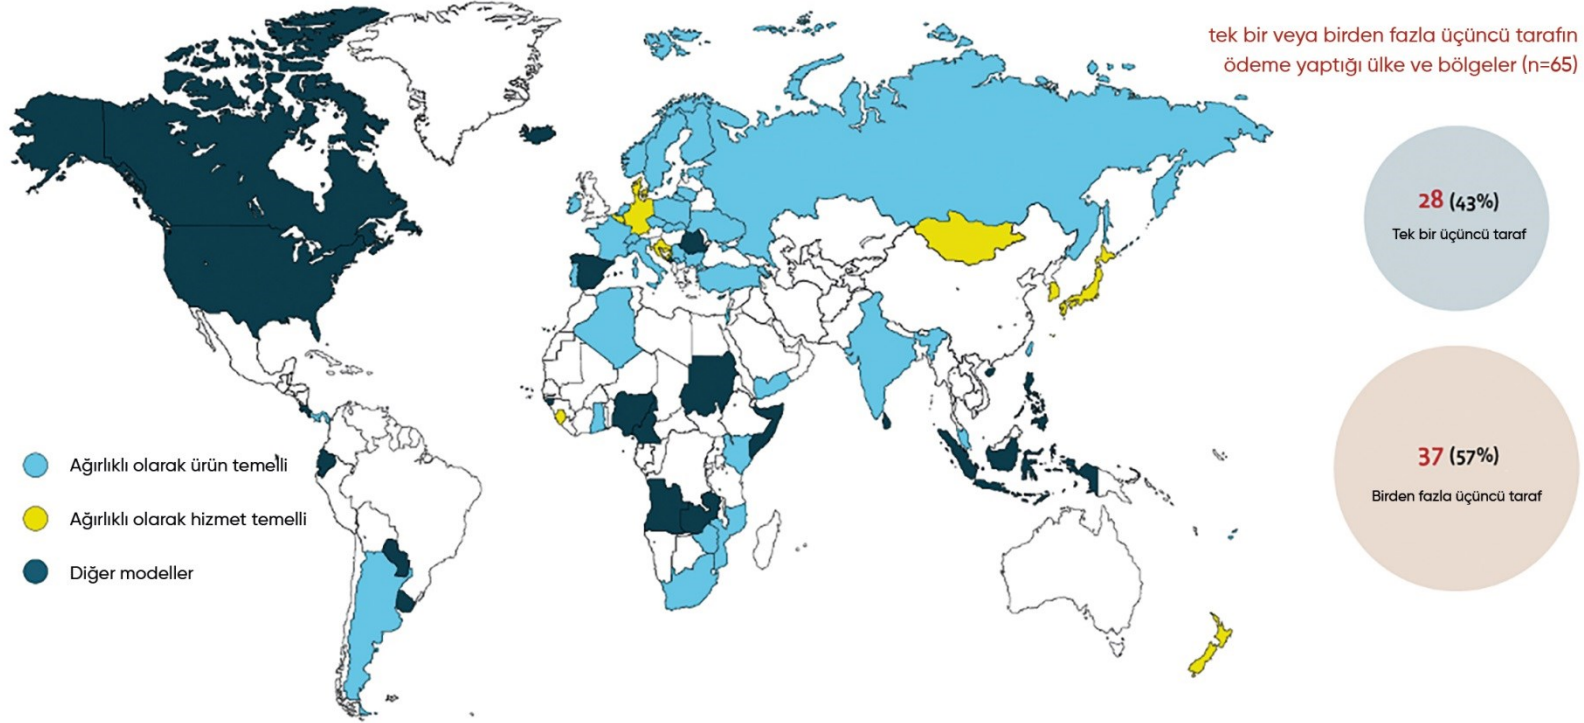 tek bir veya birden fazla üçüncü tarafın
ödeme yaptığı ülke ve bölgeler (n=65)
28 (43%)
Tek bir üçüncü taraf
37 (57%)
Birden fazla üçüncü taraf
Ağırlıklı olarak ürün temelli
Ağırlıklı olarak hizmet temelli
Diğer modeller